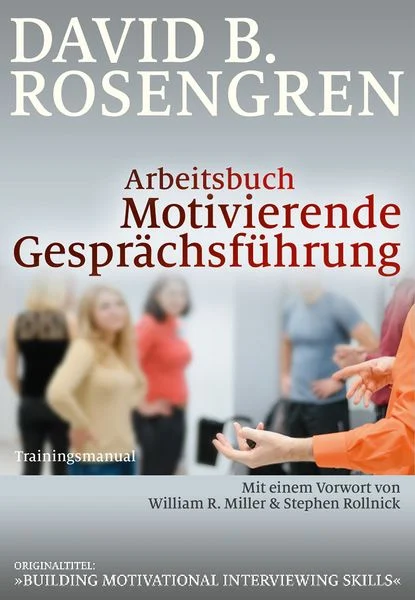 DAVID B.
ROSENGREN
Arbeitsbuch
Motivierende
Gesprächsführung
Trainingsmanual
Mit einem Vorwort von
William R. Miller & Stephen Rollnick
ORIGINALTITEL:
»BUILDING MOTIVATIONAL INTERVIEWING SKILLS«